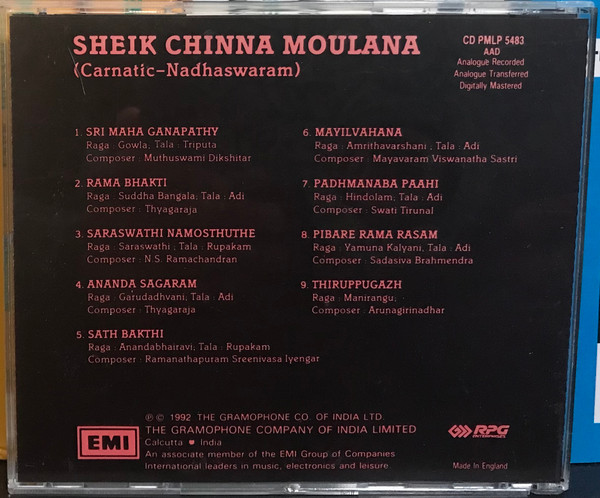 SHEIK CHINNA MOULANA
(Carnatic-Nadhaswaram)
CD PMLP 5483
AAD
Analogue Recorded
Analogue Transferred
Digitally Mastered
1. SRI MAHA GANAPATHY
Raga : Gowla; Tala : Triputa
Composer : Muthuswami Dikshitar
2. RAMA BHAKTI
Raga : Suddha Bangala; Tala : Adi
Composer : Thyagaraja
3. SARASWATHI NAMOSTHUTHE
Raga : Saraswathi ; Tala : Rupakam
Composer : N.S. Ramachandran
4. ANANDA SAGARAM
Raga : Garudadhvani; Tala : Adi
Composer : Thyagaraja
5. SATH BAKTHI
Raga : Anandabhairavi; Tala : Rupakam
Composer : Ramanathapuram Sreenivasa Iyengar
6. MAYILVAHANA
Raga : Amrithavarshani ; Tala : Adi
Composer : Mayavaram Viswanatha Sastri
7. PADHMANABA PAAHI
Raga : Hindolam; Tala : Adi
Composer : Swati Tirunal
8. PIBARE RAMA RASAM
Raga : Yamuna Kalyani, Tala : Adi
Composer : Sadasiva Brahmendra
9. THIRUPPUGAZH
Raga : Manirangu;
Composer : Arunagirinadhar
℗ © 1992 THE GRAMOPHONE CO. OF INDIA LTD.
THE GRAMOPHONE COMPANY OF INDIA LIMITED
Calcutta ♥ India
An associate member of the EMI Group of Companies
International leaders in music, electronics and leisure
EMI
RPG
ENTERPRISES
Made In England